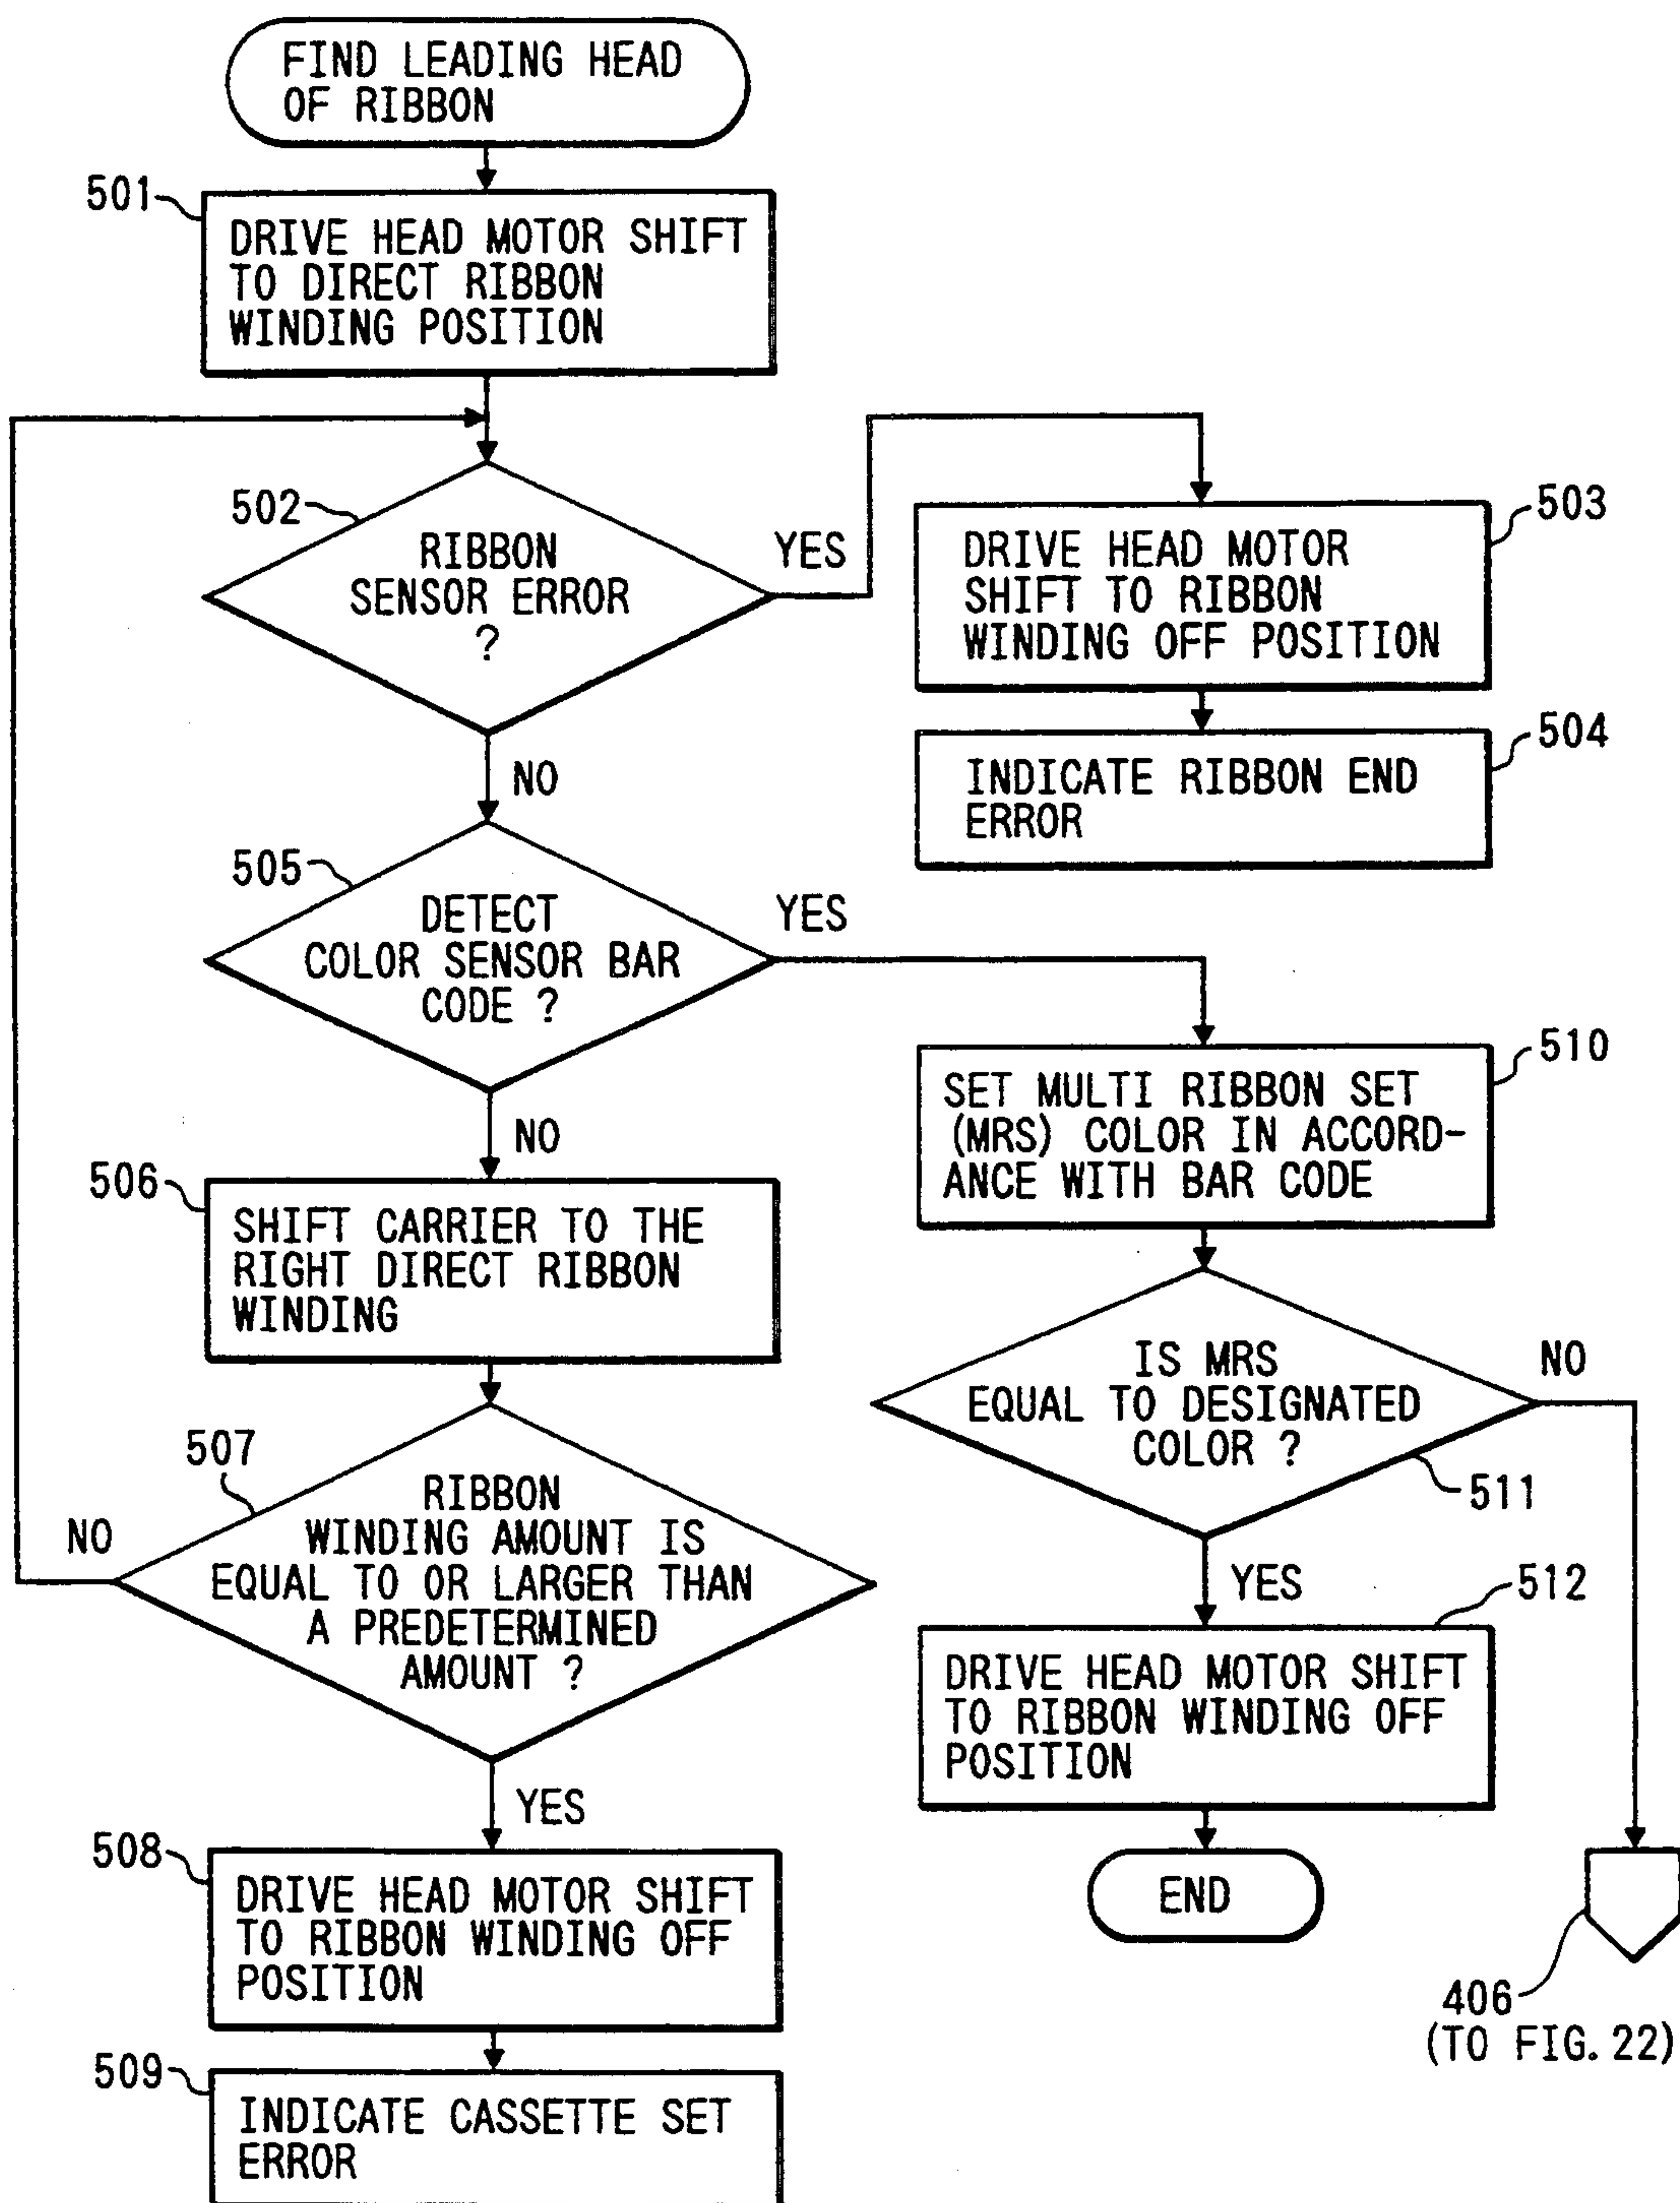 FIND LEADING HEAD
OF RIBBON
501
DRIVE HEAD MOTOR SHIFT
TO DIRECT RIBBON
WINDING POSITION
502
RIBBON
SENSOR ERROR
?
YES
NO
503
DRIVE HEAD MOTOR
SHIFT TO RIBBON
WINDING OFF POSITION
504
INDICATE RIBBON END
ERROR
505
DETECT
COLOR SENSOR BAR
CODE ?
YES
NO
506
SHIFT CARRIER TO THE
RIGHT DIRECT RIBBON
WINDING
507
RIBBON
WINDING AMOUNT IS
EQUAL TO OR LARGER THAN
A PREDETERMINED
AMOUNT ?
NO
YES
508
DRIVE HEAD MOTOR SHIFT
TO RIBBON WINDING OFF
POSITION
509
INDICATE CASSETTE SET
ERROR
510
SET MULTI RIBBON SET
(MRS) COLOR IN ACCORD-
ANCE WITH BAR CODE
IS MRS
EQUAL TO DESIGNATED
COLOR ?
NO
511
YES
512
DRIVE HEAD MOTOR SHIFT
TO RIBBON WINDING OFF
POSITION
END
406
(TO FIG. 22)